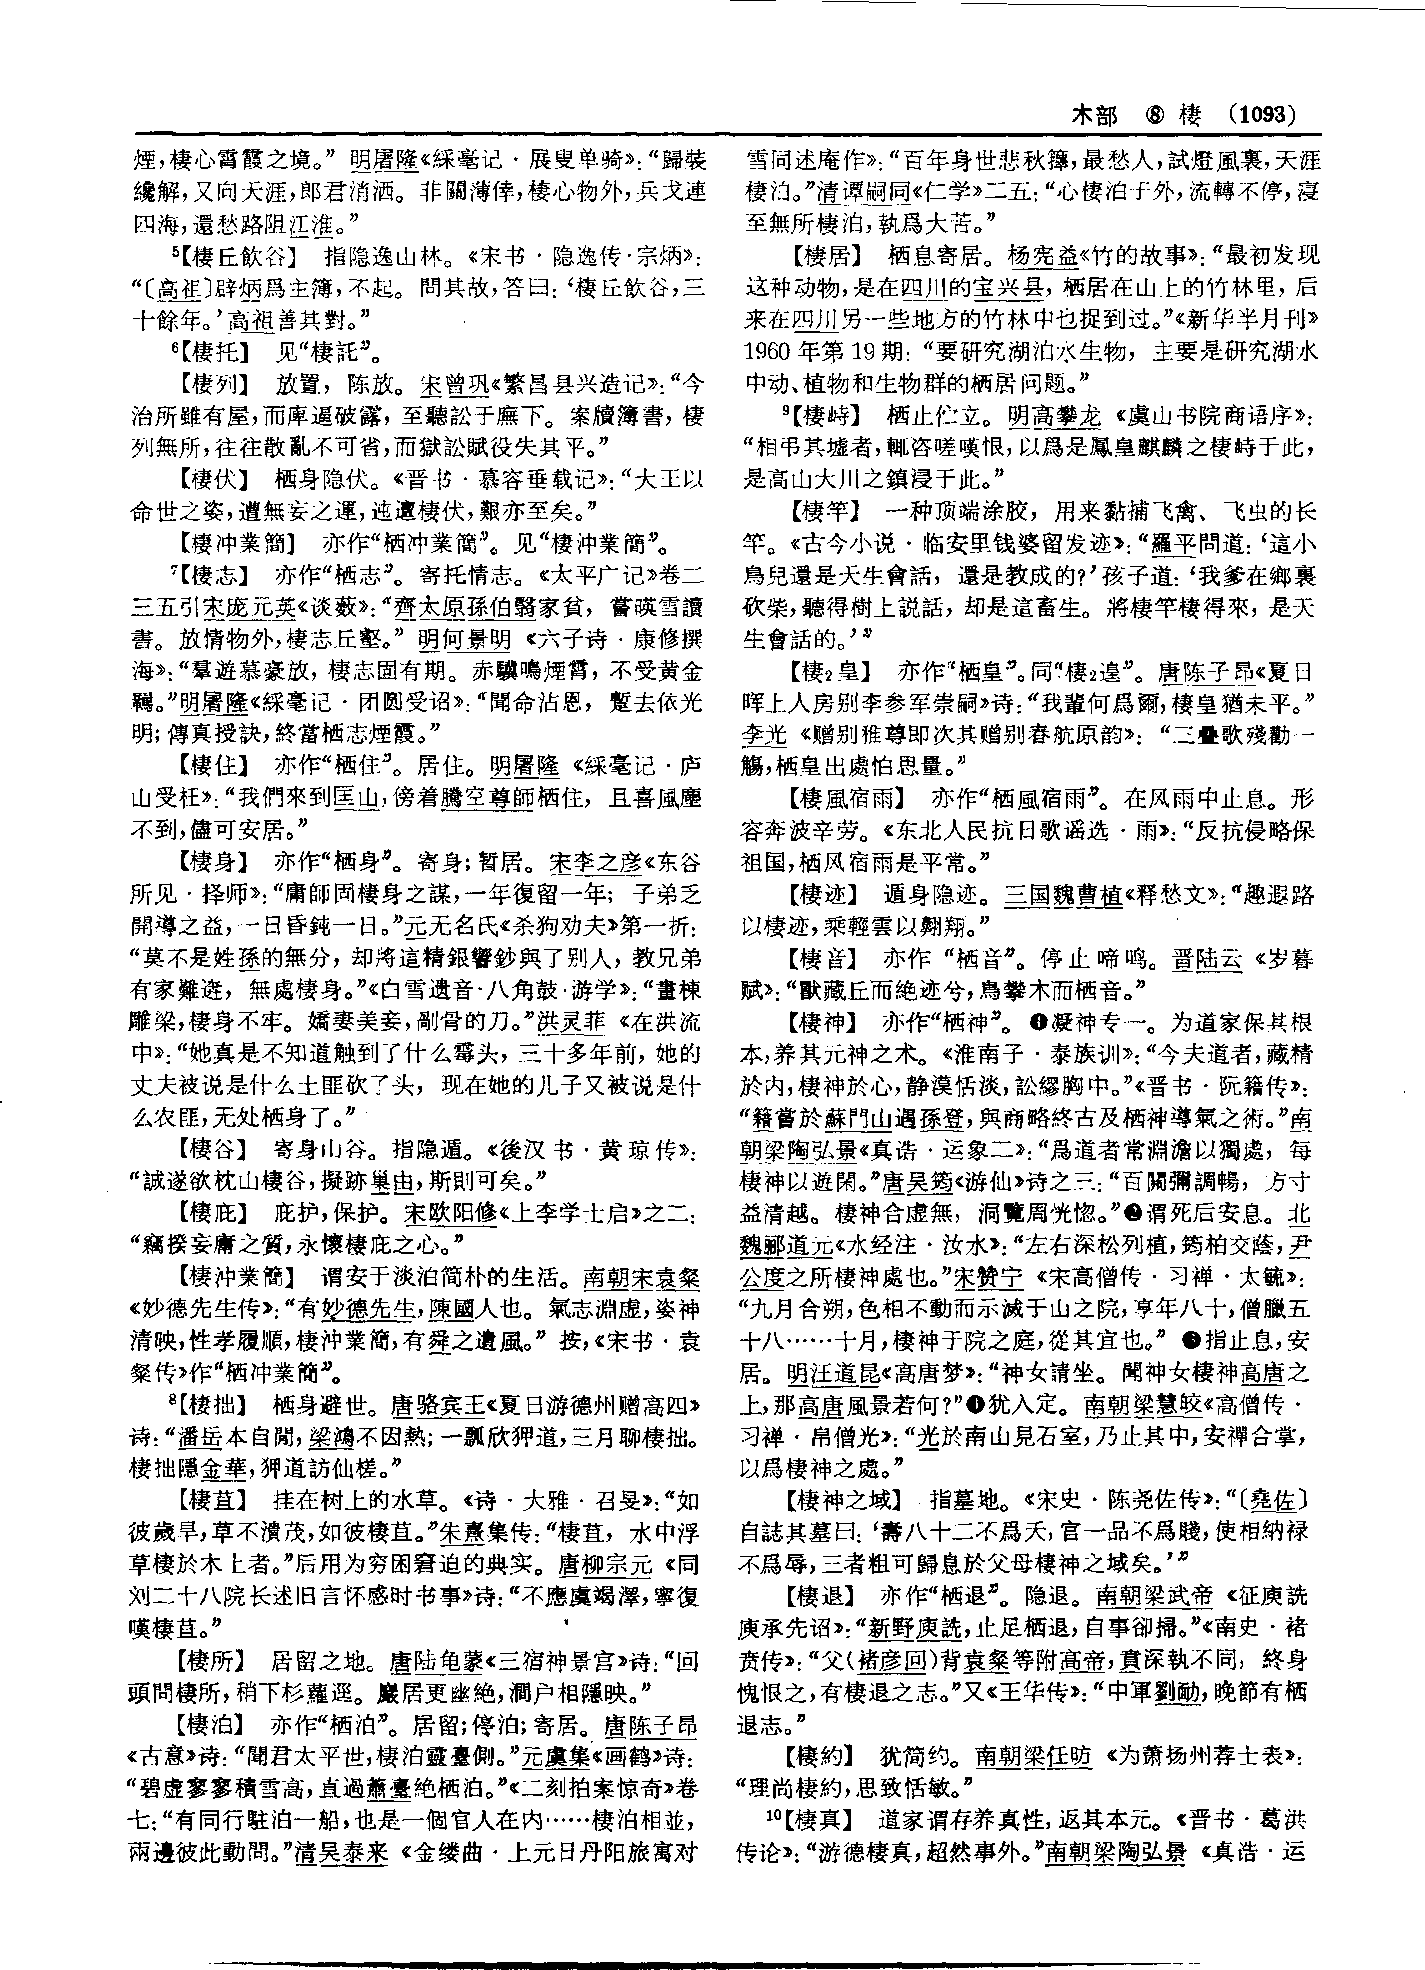 木部 ⑧ 棲 (1093)
煙,棲心霄霞之境。”明屠隆《綵毫记·展叟单骑》:“歸裝
纔解,又向天涯,郎君消洒。非關薄倖,棲心物外,兵戈連
四海,還愁路阻江淮。”
⁵【棲丘飲谷】 指隐逸山林。《宋书·隐逸传·宗炳》:
“〔高祖〕辟炳爲主簿,不起。問其故,答曰:‘棲丘飲谷,三
十餘年。’高祖善其對。”
⁶【棲托】 见“棲託”。
【棲列】 放置,陈放。宋曾巩《繁昌县兴造记》:“今
治所雖有屋,而庳逼破露,至聽訟于廡下。案牘簿書,棲
列無所,往往散亂不可省,而獄訟賦役失其平。”
【棲伏】 栖身隐伏。《晋书·慕容垂载记》:“大王以
命世之姿,遭無妄之運,迍邅棲伏,艱亦至矣。”
【棲冲業簡】 亦作“栖冲業簡”。见“棲沖業簡”。
⁷【棲志】 亦作“栖志”。寄托情志。《太平广记》卷二
三五引宋庞元英《谈薮》:“齊太原孫伯翳家貧,嘗暎雪讀
書。放情物外,棲志丘壑。”明何景明《六子诗·康修撰
海》:“羣遊慕豪放,棲志固有期。赤驥鳴煙霄,不受黄金
羈。”明屠隆《綵毫记·团圆受诏》:“聞命沾恩,蹔去依光
明;傳真授訣,終當栖志煙霞。”
【棲住】 亦作“栖住”。居住。明屠隆《綵毫记·庐
山受枉》:“我們來到匡山,傍着騰空尊師栖住,且喜風塵
不到,儘可安居。”
【棲身】 亦作“栖身”。寄身;暂居。宋李之彦《东谷
所见·择师》:“庸師固棲身之謀,一年復留一年;子弟乏
開導之益,一日昏鈍一日。”元无名氏《杀狗劝夫》第一折:
“莫不是姓孫的無分,却將這精銀響鈔與了别人,教兄弟
有家難逩,無處棲身。”《白雪遗音·八角鼓·游学》:“畫棟
雕梁,棲身不牢。嬌妻美妾,剮骨的刀。”洪灵菲《在洪流
中》:“她真是不知道触到了什么霉头,三十多年前,她的
丈夫被说是什么土匪砍了头,现在她的儿子又被说是什
么农匪,无处栖身了。”
【棲谷】 寄身山谷。指隐遁。《後汉书·黄琼传》:
“誠遂欲枕山棲谷,擬跡巢由,斯則可矣。”
【棲庇】 庇护,保护。宋欧阳修《上李学士启》之二:
“竊揆妄庸之質,永懷棲庇之心。”
【棲沖業簡】 谓安于淡泊简朴的生活。南朝宋袁粲
《妙德先生传》:“有妙德先生,陳國人也。氣志淵虚,姿神
清映,性孝履順,棲沖業簡,有舜之遺風。”按,《宋书·袁
粲传》作“栖冲業簡”。
⁸【棲拙】 栖身避世。唐骆宾王《夏日游德州赠高四》
诗:“潘岳本自閒,梁鴻不因熱;一瓢欣狎道,三月聊棲拙。
棲拙隱金華,狎道訪仙槎。”
【棲苴】 挂在树上的水草。《诗·大雅·召旻》:“如
彼歲旱,草不潰茂,如彼棲苴。”朱熹集传:“棲苴,水中浮
草棲於木上者。”后用为穷困窘迫的典实。唐柳宗元《同
刘二十八院长述旧言怀感时书事》诗:“不應虞竭澤,寧復
嘆棲苴。”
【棲所】 居留之地。唐陆龟蒙《三宿神景宫》诗:“回
頭問棲所,稍下杉蘿逕。巖居更幽絶,澗户相隱映。”
【棲泊】 亦作“栖泊”。居留;停泊;寄居。唐陈子昂
《古意》诗:“聞君太平世,棲泊靈臺側。”元虞集《画鹤》诗:
“碧虚寥寥積雪高,直過蕭臺絶栖泊。”《二刻拍案惊奇》卷
七:“有同行駐泊一船,也是一個官人在内……棲泊相並,
兩邊彼此動問。”清吴泰来《金缕曲·上元日丹阳旅寓对
雪同述庵作》:“百年身世悲秋籜,最愁人,試燈風裏,天涯
棲泊。”清谭嗣同《仁学》二五:“心棲泊于外,流轉不停,寖
至無所棲泊,執爲大苦。”
【棲居】 栖息寄居。杨宪益《竹的故事》:“最初发现
这种动物,是在四川的宝兴县,栖居在山上的竹林里,后
来在四川另一些地方的竹林中也捉到过。”《新华半月刊》
1960年第19期:“要研究湖泊水生物,主要是研究湖水
中动、植物和生物群的栖居问题。”
⁹【棲峙】 栖止伫立。明高攀龙《虞山书院商语序》:
“相弔其墟者,輒咨嗟嘆恨,以爲是鳳皇麒麟之棲峙于此,
是高山大川之鎮浸于此。”
【棲竿】 一种顶端涂胶,用来黏捕飞禽、飞虫的长
竿。《古今小说·临安里钱婆留发迹》:“羅平問道:‘這小
鳥兒還是天生會話,還是教成的?’孩子道:‘我爹在鄉裏
砍柴,聽得樹上説話,却是這畜生。將棲竿棲得來,是天
生會話的。’”
【棲₂皇】 亦作“栖皇”。同“棲₂遑”。唐陈子昂《夏日
晖上人房别李参军崇嗣》诗:“我輩何爲爾,棲皇猶未平。”
李光《赠别稚尊即次其赠别春航原韵》:“三疊歌殘勸一
觴,栖皇出處怕思量。”
【棲風宿雨】 亦作“栖風宿雨”。在风雨中止息。形
容奔波辛劳。《东北人民抗日歌谣选·雨》:“反抗侵略保
祖国,栖风宿雨是平常。”
【棲迹】 遁身隐迹。三国魏曹植《释愁文》:“趣遐路
以棲迹,乘輕雲以翱翔。”
【棲音】 亦作“栖音”。停止啼鸣。晋陆云《岁暮
赋》:“獸藏丘而絶迹兮,鳥攀木而栖音。”
【棲神】 亦作“栖神”。❶凝神专一。为道家保其根
本,养其元神之术。《淮南子·泰族训》:“今夫道者,藏精
於内,棲神於心,静漠恬淡,訟繆胸中。”《晋书·阮籍传》:
“籍嘗於蘇門山遇孫登,與商略終古及栖神導氣之術。”南
朝梁陶弘景《真诰·运象二》:“爲道者常淵澹以獨處,每
棲神以遊閑。”唐吴筠《游仙》诗之三:“百關彌調暢,方寸
益清越。棲神合虚無,洞覽周光惚。”❷谓死后安息。北
魏郦道元《水经注·汝水》:“左右深松列植,筠柏交蔭,尹
公度之所棲神處也。”宋赞宁《宋高僧传·习禅·太毓》:
“九月合朔,色相不動而示滅于山之院,享年八十,僧臘五
十八……十月,棲神于院之庭,從其宜也。”❸指止息,安
居。明汪道昆《高唐梦》:“神女請坐。聞神女棲神高唐之
上,那高唐風景若何?”❹犹入定。南朝梁慧皎《高僧传·
习禅·帛僧光》:“光於南山見石室,乃止其中,安禪合掌,
以爲棲神之處。”
【棲神之域】 指墓地。《宋史·陈尧佐传》:“〔堯佐〕
自誌其墓曰:‘壽八十二不爲夭,官一品不爲賤,使相納禄
不爲辱,三者粗可歸息於父母棲神之域矣。’”
【棲退】 亦作“栖退”。隐退。南朝梁武帝《征庾詵
庾承先诏》:“新野庾詵,止足栖退,自事卻掃。”《南史·褚
贲传》:“父(褚彦回)背袁粲等附高帝,賁深執不同,終身
愧恨之,有棲退之志。”又《王华传》:“中軍劉勔,晚節有栖
退志。”
【棲約】 犹简约。南朝梁任昉《为萧扬州荐士表》:
“理尚棲約,思致恬敏。”
¹⁰【棲真】 道家谓存养真性,返其本元。《晋书·葛洪
传论》:“游德棲真,超然事外。”南朝梁陶弘景《真诰·运